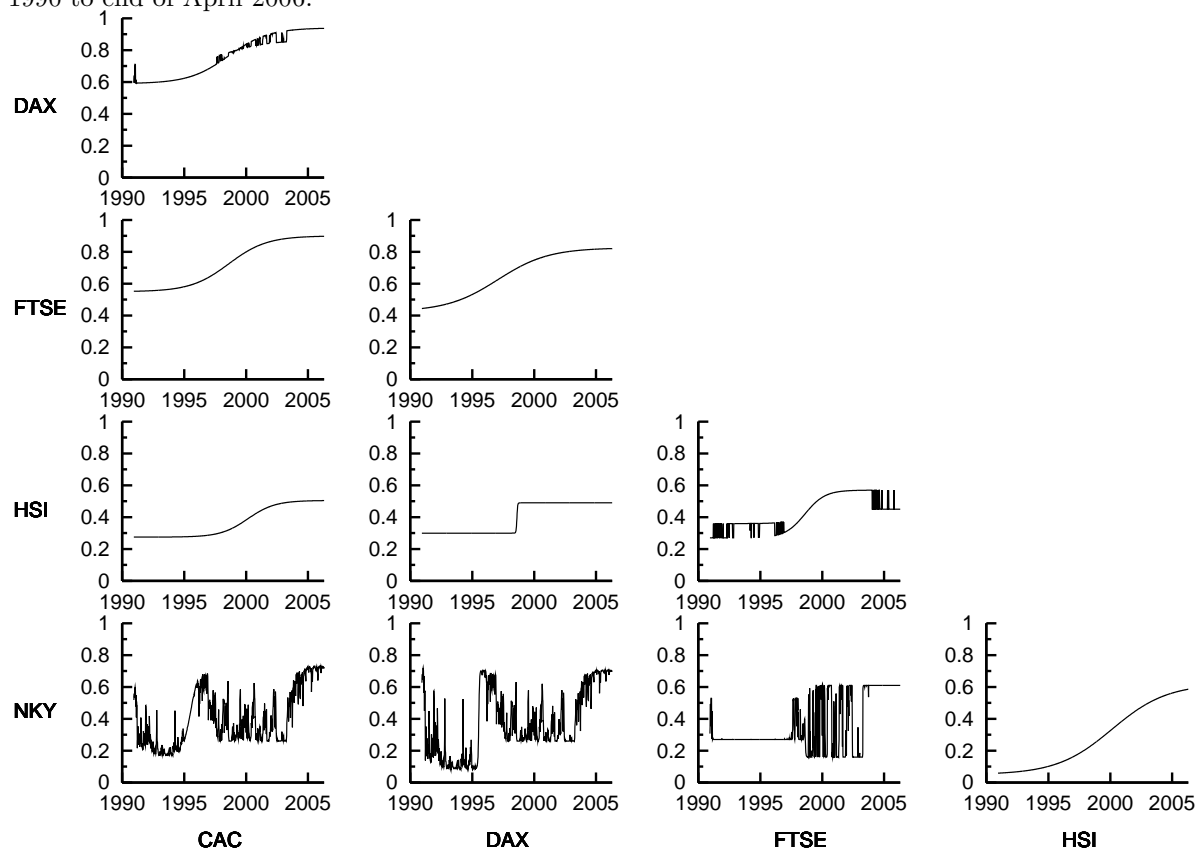 1990 to end of April 2006.
1
0.8
0.6
DAX
0.4
0.2
0
1990 1995 2000 2005
1 1
0.8 0.8
0.6 0.6
FTSE
0.4 0.4
0.2 0.2
0 0
1990 1995 2000 2005 1990 1995 2000 2005
1 1 1
0.8 0.8 0.8
0.6 0.6 0.6
HSI
0.4 0.4 0.4
0.2 0.2 0.2
0 0 0
1990 1995 2000 2005 1990 1995 2000 2005 1990 1995 2000 2005
1 1 1 1
0.8 0.8 0.8 0.8
0.6 0.6 0.6 0.6
NKY
0.4 0.4 0.4 0.4
0.2 0.2 0.2 0.2
0 0 0 0
1990 1995 2000 2005 1990 1995 2000 2005 1990 1995 2000 2005 1990 1995 2000 2005
CAC DAX FTSE HSI